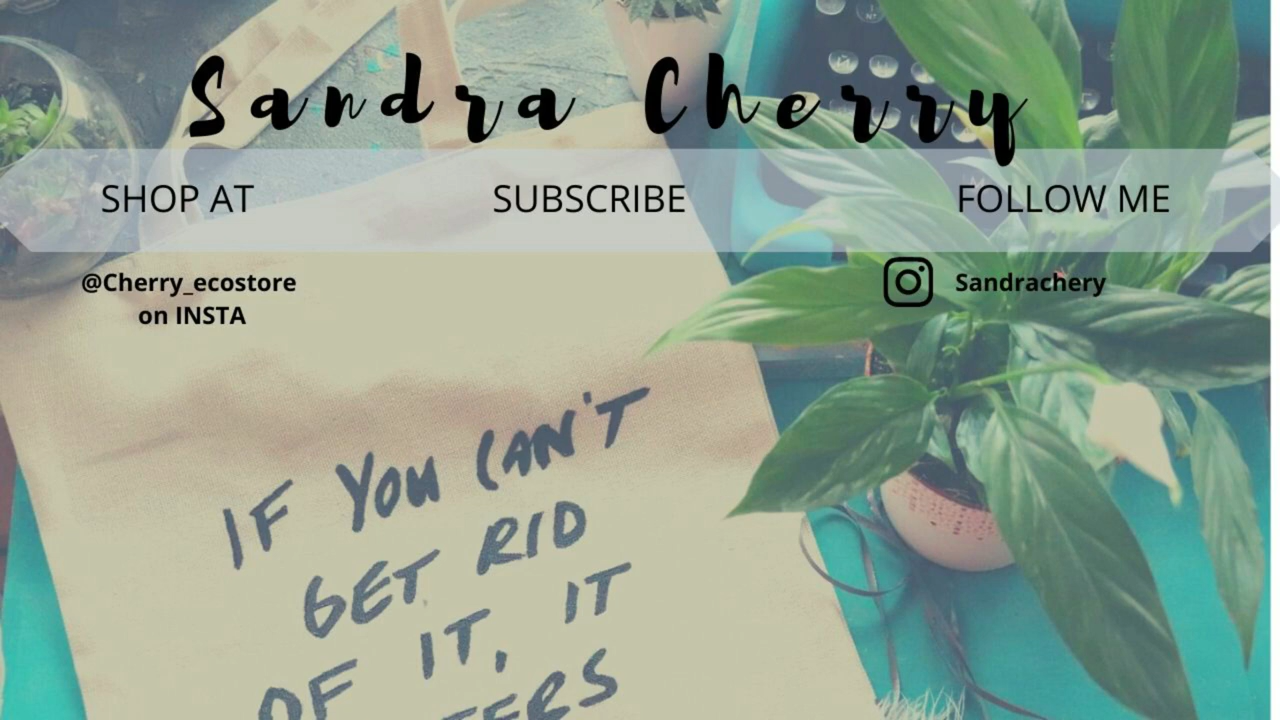 Sandra Cherry
SHOP AT
SUBSCRIBE
FOLLOW ME
@Cherry_ecostore
on INSTA
Sandrachery
IF YOU CAN'T
GET RID
OF IT, IT